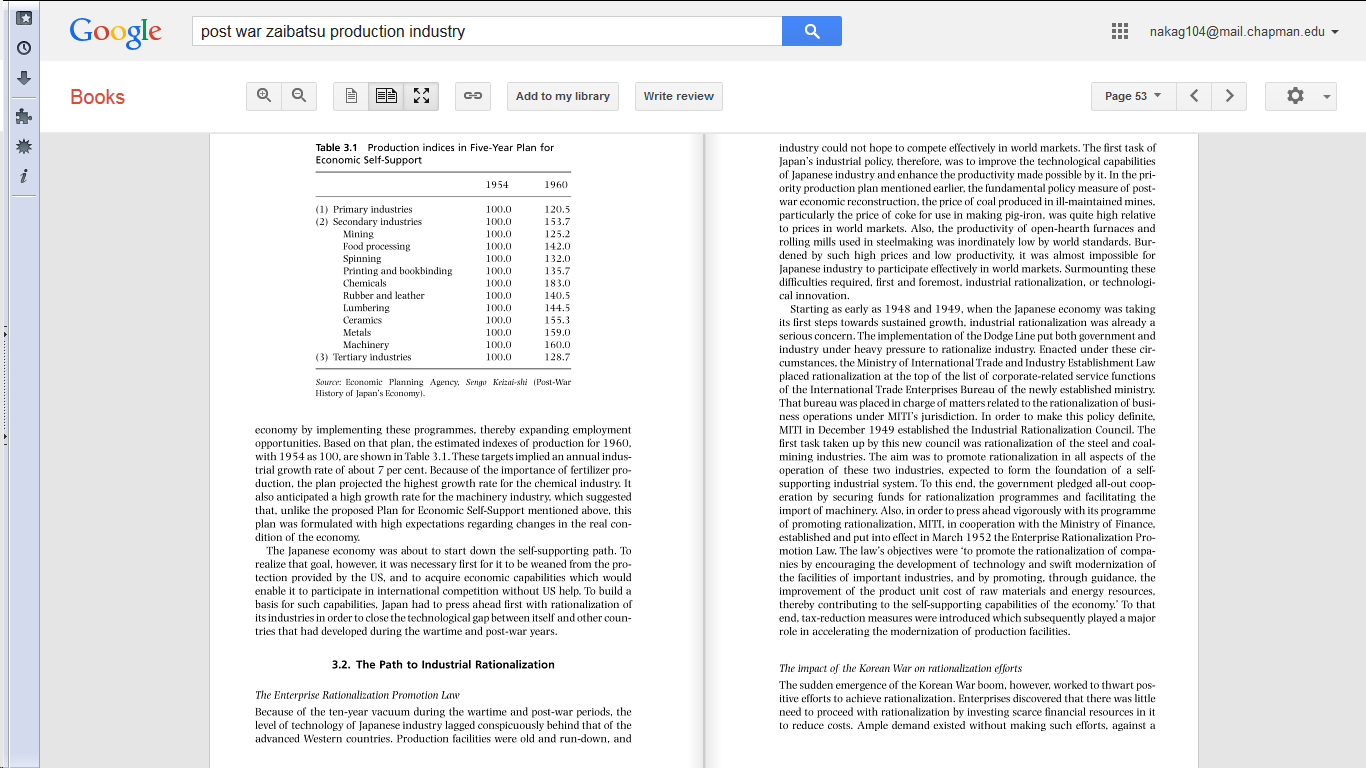 Google
post war zaibatsu production industry
nakag104@mail.chapman.edu
Books
Add to my library
Write review
Page 53
Table 3.1 Production indices in Five-Year Plan for
Economic Self-Support
1954 1960
(1) Primary industries 100.0 120.5
(2) Secondary industries 100.0 153.7
Mining 100.0 125.2
Food processing 100.0 142.0
Spinning 100.0 132.0
Printing and bookbinding 100.0 135.7
Chemicals 100.0 183.0
Rubber and leather 100.0 140.5
Lumbering 100.0 144.5
Ceramics 100.0 155.3
Metals 100.0 159.0
Machinery 100.0 160.0
(3) Tertiary industries 100.0 128.7
Source: Economic Planning Agency, Sengo Keizai-shi (Post-War
History of Japan's Economy).
economy by implementing these programmes, thereby expanding employment
opportunities. Based on that plan, the estimated indexes of production for 1960,
with 1954 as 100, are shown in Table 3.1. These targets implied an annual indus-
trial growth rate of about 7 per cent. Because of the importance of fertilizer pro-
duction, the plan projected the highest growth rate for the chemical industry. It
also anticipated a high growth rate for the machinery industry, which suggested
that, unlike the proposed Plan for Economic Self-Support mentioned above, this
plan was formulated with high expectations regarding changes in the real con-
dition of the economy.
The Japanese economy was about to start down the self-supporting path. To
realize that goal, however, it was necessary first for it to be weaned from the pro-
tection provided by the US, and to acquire economic capabilities which would
enable it to participate in international competition without US help. To build a
basis for such capabilities, Japan had to press ahead first with rationalization of
its industries in order to close the technological gap between itself and other coun-
tries that had developed during the wartime and post-war years.
3.2. The Path to Industrial Rationalization
The Enterprise Rationalization Promotion Law
Because of the ten-year vacuum during the wartime and post-war periods, the
level of technology of Japanese industry lagged conspicuously behind that of the
advanced Western countries. Production facilities were old and run-down, and
industry could not hope to compete effectively in world markets. The first task of
Japan's industrial policy, therefore, was to improve the technological capabilities
of Japanese industry and enhance the productivity made possible by it. In the pri-
ority production plan mentioned earlier, the fundamental policy measure of post-
war economic reconstruction, the price of coal produced in ill-maintained mines,
particularly the price of coke for use in making pig-iron, was quite high relative
to prices in world markets. Also, the productivity of open-hearth furnaces and
rolling mills used in steelmaking was inordinately low by world standards. Bur-
dened by such high prices and low productivity, it was almost impossible for
Japanese industry to participate effectively in world markets. Surmounting these
difficulties required, first and foremost, industrial rationalization, or technologi-
cal innovation.
Starting as early as 1948 and 1949, when the Japanese economy was taking
its first steps towards sustained growth, industrial rationalization was already a
serious concern. The implementation of the Dodge Line put both government and
industry under heavy pressure to rationalize industry. Enacted under these cir-
cumstances, the Ministry of International Trade and Industry Establishment Law
placed rationalization at the top of the list of corporate-related service functions
of the International Trade Enterprises Bureau of the newly established ministry.
That bureau was placed in charge of matters related to the rationalization of busi-
ness operations under MITI's jurisdiction. In order to make this policy definite,
MITI in December 1949 established the Industrial Rationalization Council. The
first task taken up by this new council was rationalization of the steel and coal-
mining industries. The aim was to promote rationalization in all aspects of the
operation of these two industries, expected to form the foundation of a self-
supporting industrial system. To this end, the government pledged all-out coop-
eration by securing funds for rationalization programmes and facilitating the
import of machinery. Also, in order to press ahead vigorously with its programme
of promoting rationalization, MITI, in cooperation with the Ministry of Finance,
established and put into effect in March 1952 the Enterprise Rationalization Pro-
motion Law. The law's objectives were 'to promote the rationalization of compa-
nies by encouraging the development of technology and swift modernization of
the facilities of important industries, and by promoting, through guidance, the
improvement of the product unit cost of raw materials and energy resources,
thereby contributing to the self-supporting capabilities of the economy.' To that
end, tax-reduction measures were introduced which subsequently played a major
role in accelerating the modernization of production facilities.
The impact of the Korean War on rationalization efforts
The sudden emergence of the Korean War boom, however, worked to thwart pos-
itive efforts to achieve rationalization. Enterprises discovered that there was little
need to proceed with rationalization by investing scarce financial resources in it
to reduce costs. Ample demand existed without making such efforts, against a